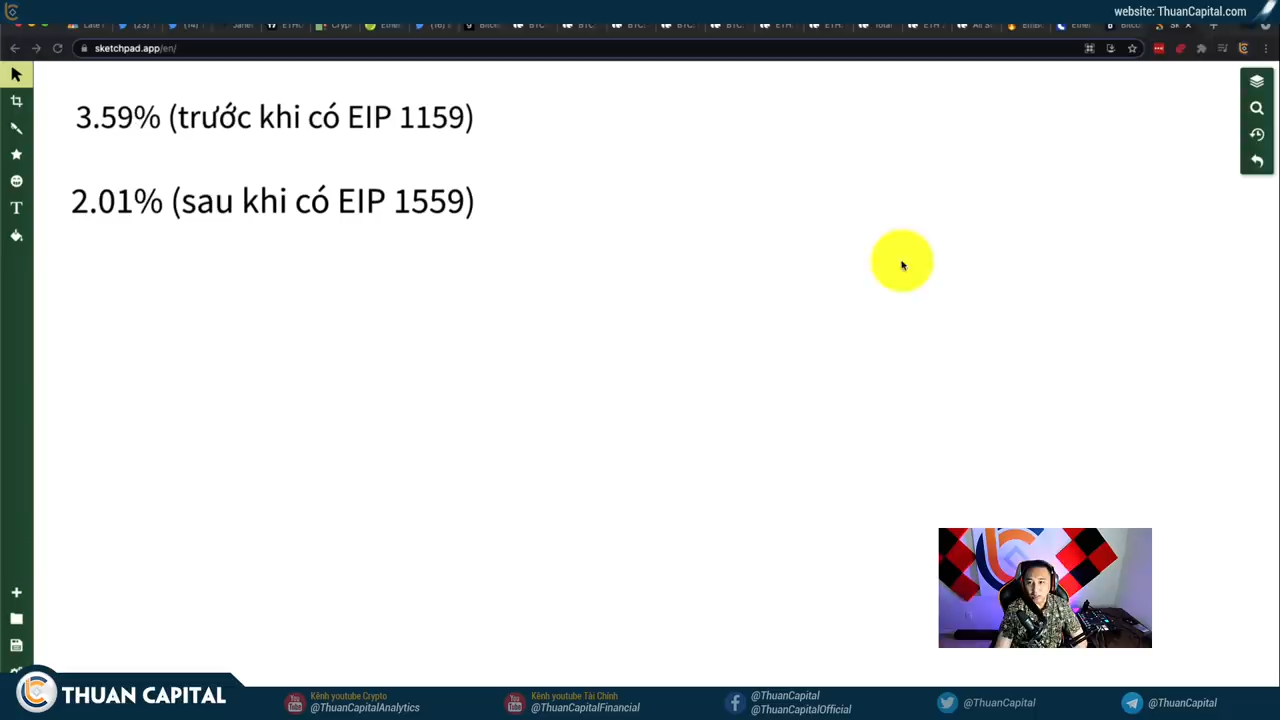 website: ThuanCapital.com
sketchpad.app/en/
3.59% (trước khi có EIP 1159)
2.01% (sau khi có EIP 1559)
T
THUAN CAPITAL
Kênh youtube Crypto
@ThuanCapitalAnalytics
Kênh youtube Tài Chính
@ThuanCapitalFinancial
@ThuanCapital
@ThuanCapitalOfficial
@ThuanCapital
@ThuanCapital